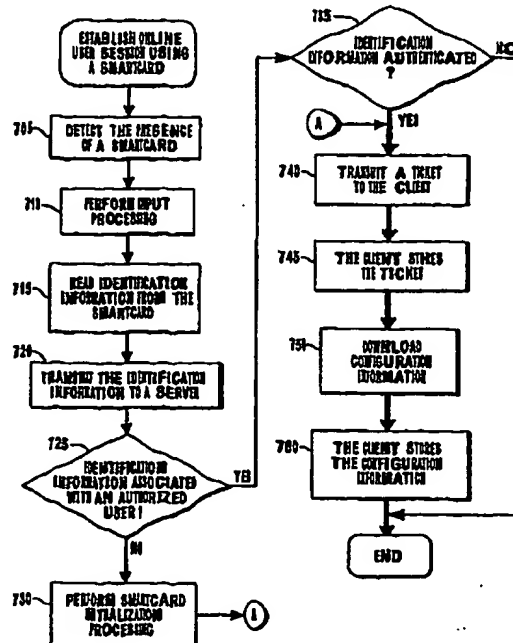 ESTABLISH ONLINE
USER SESSION USING
A SMARTCARD
705
DETECT THE PRESENCE
OF A SMARTCARD
710
PERFORM INPUT
PROCESSING
715
READ IDENTIFICATION
INFORMATION FROM THE
SMARTCARD
720
TRANSMIT THE IDENTIFICATION
INFORMATION TO A SERVER
725
IDENTIFICATION
INFORMATION ASSOCIATED
WITH AN AUTHORIZED
USER?
YES
NO
730
PERFORM SMARTCARD
INITIALIZATION
PROCESSING
A
735
IDENTIFICATION
INFORMATION AUTHENTICATED
?
NO
A
YES
740
TRANSMIT A TICKET
TO THE CLIENT
745
THE CLIENT STORES
THE TICKET
750
DOWNLOAD
CONFIGURATION
INFORMATION
760
THE CLIENT STORES
THE CONFIGURATION
INFORMATION
END